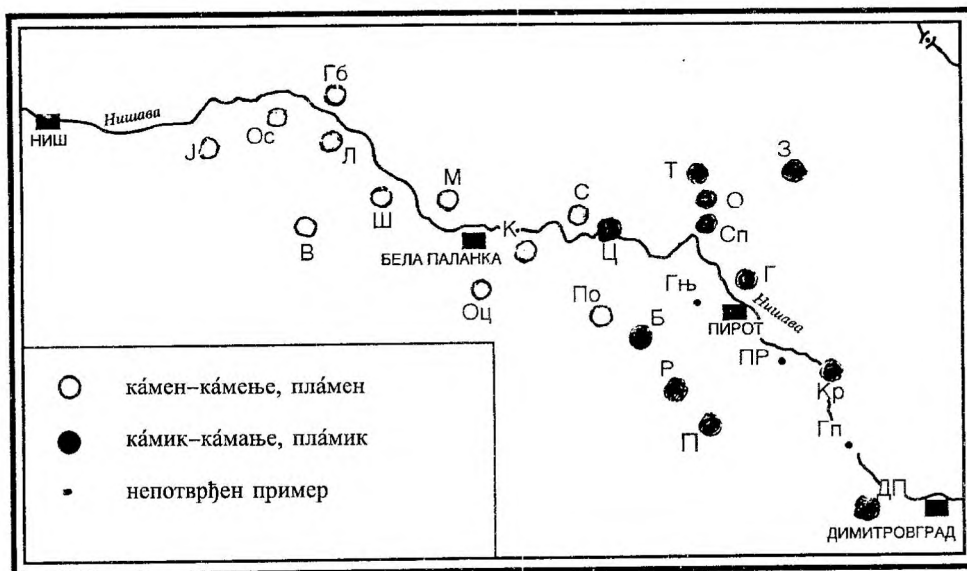 Гб
Нишава
НИШ
Ос
Ј
Л
Т
З
М
С
О
Ш
К
Сп
В
Ц
БЕЛА ПАЛАНКА
Г
Оц
По
Гњ
Нишава
Б
ПИРОТ
ПР
Р
Кр
П
Гп
ДП
ДИМИТРОВГРАД
ка́мен–ка́мење, пла́мен
ка́мик–ка́мање, пла́мик
непотврђен пример